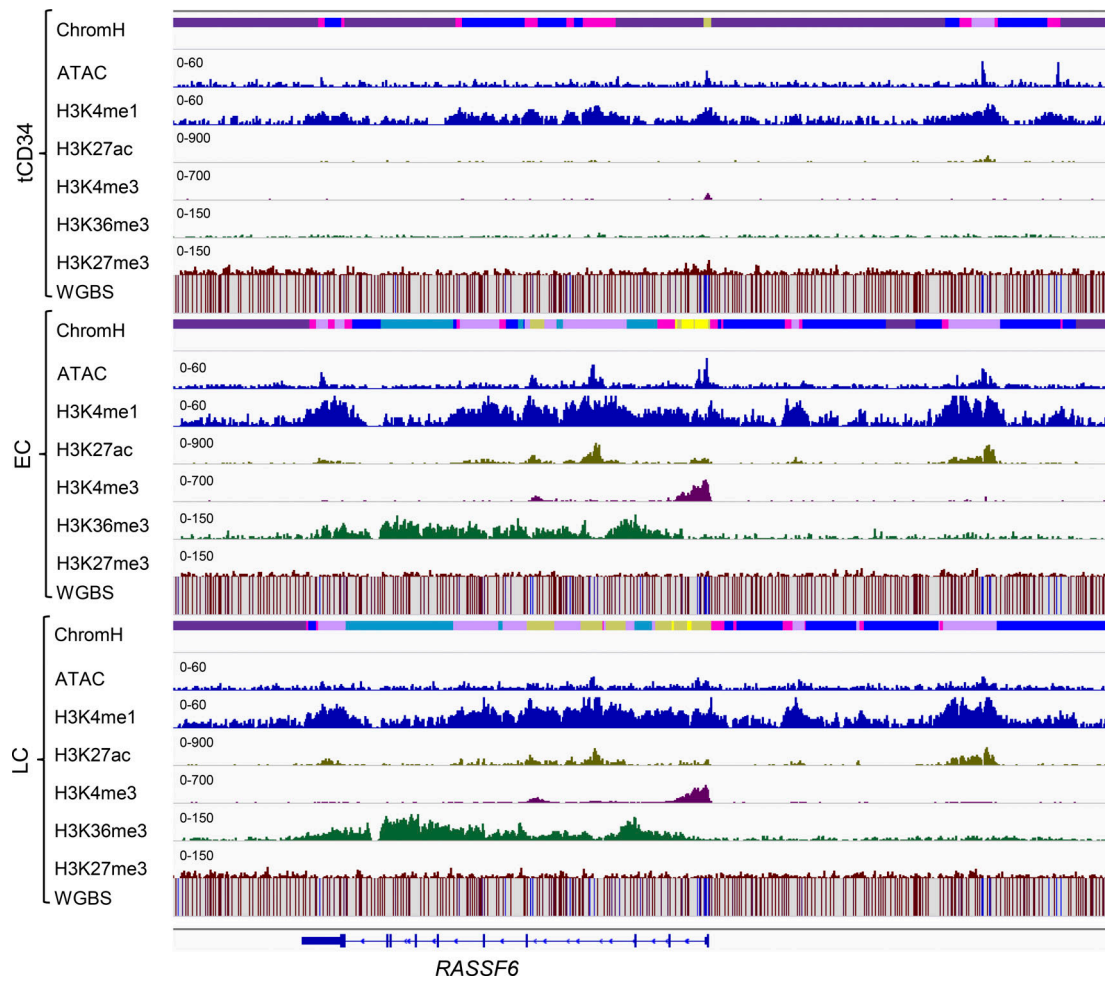 tCD34
ChromH
ATAC
0-60
H3K4me1
0-60
H3K27ac
0-900
H3K4me3
0-700
H3K36me3
0-150
H3K27me3
0-150
WGBS
EC
ChromH
ATAC
0-60
H3K4me1
0-60
H3K27ac
0-900
H3K4me3
0-700
H3K36me3
0-150
H3K27me3
0-150
WGBS
LC
ChromH
ATAC
0-60
H3K4me1
0-60
H3K27ac
0-900
H3K4me3
0-700
H3K36me3
0-150
H3K27me3
0-150
WGBS
RASSF6